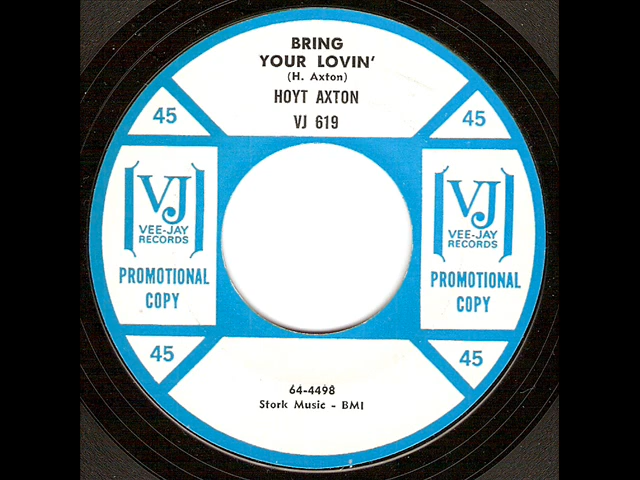 BRING
YOUR LOVIN'
(H. Axton)
HOYT AXTON
VJ 619
45
45
VJ
VEE-JAY
RECORDS
PROMOTIONAL
COPY
VJ
VEE-JAY
RECORDS
PROMOTIONAL
COPY
45
45
64-4498
Stork Music - BMI